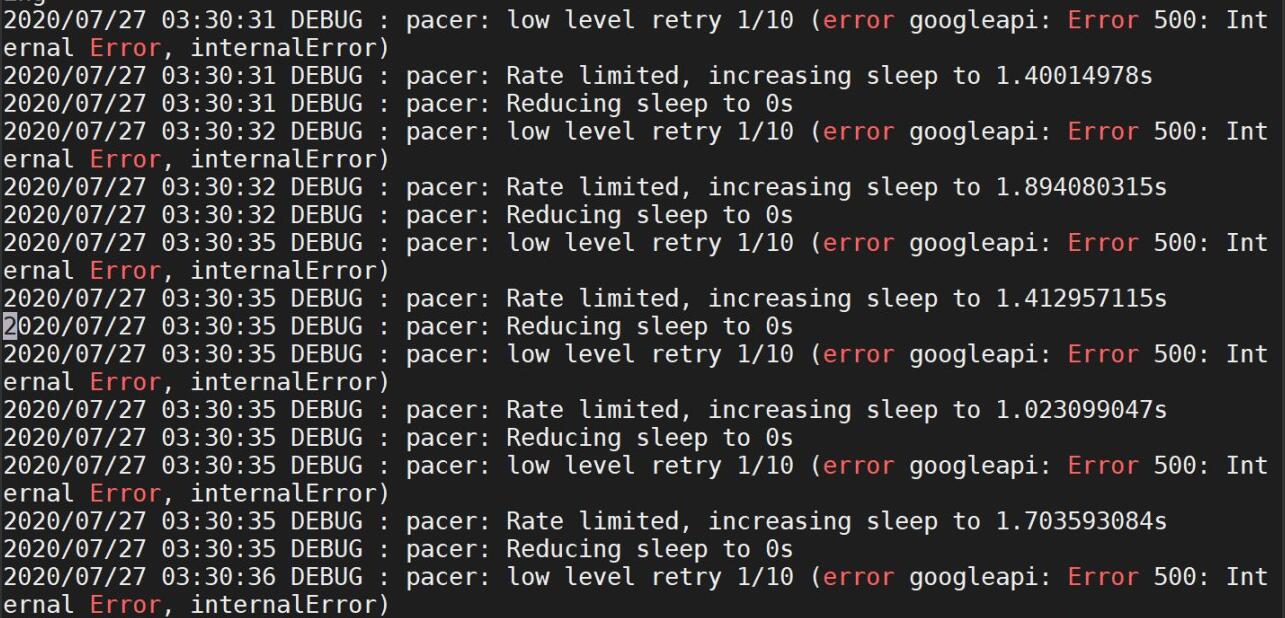 2020/07/27 03:30:31 DEBUG : pacer: low level retry 1/10 (error googleapi: Error 500: Int
ernal Error, internalError)
2020/07/27 03:30:31 DEBUG : pacer: Rate limited, increasing sleep to 1.40014978s
2020/07/27 03:30:31 DEBUG : pacer: Reducing sleep to 0s
2020/07/27 03:30:32 DEBUG : pacer: low level retry 1/10 (error googleapi: Error 500: Int
ernal Error, internalError)
2020/07/27 03:30:32 DEBUG : pacer: Rate limited, increasing sleep to 1.894080315s
2020/07/27 03:30:32 DEBUG : pacer: Reducing sleep to 0s
2020/07/27 03:30:35 DEBUG : pacer: low level retry 1/10 (error googleapi: Error 500: Int
ernal Error, internalError)
2020/07/27 03:30:35 DEBUG : pacer: Rate limited, increasing sleep to 1.412957115s
2020/07/27 03:30:35 DEBUG : pacer: Reducing sleep to 0s
2020/07/27 03:30:35 DEBUG : pacer: low level retry 1/10 (error googleapi: Error 500: Int
ernal Error, internalError)
2020/07/27 03:30:35 DEBUG : pacer: Rate limited, increasing sleep to 1.023099047s
2020/07/27 03:30:35 DEBUG : pacer: Reducing sleep to 0s
2020/07/27 03:30:35 DEBUG : pacer: low level retry 1/10 (error googleapi: Error 500: Int
ernal Error, internalError)
2020/07/27 03:30:35 DEBUG : pacer: Rate limited, increasing sleep to 1.703593084s
2020/07/27 03:30:35 DEBUG : pacer: Reducing sleep to 0s
2020/07/27 03:30:36 DEBUG : pacer: low level retry 1/10 (error googleapi: Error 500: Int
ernal Error, internalError)